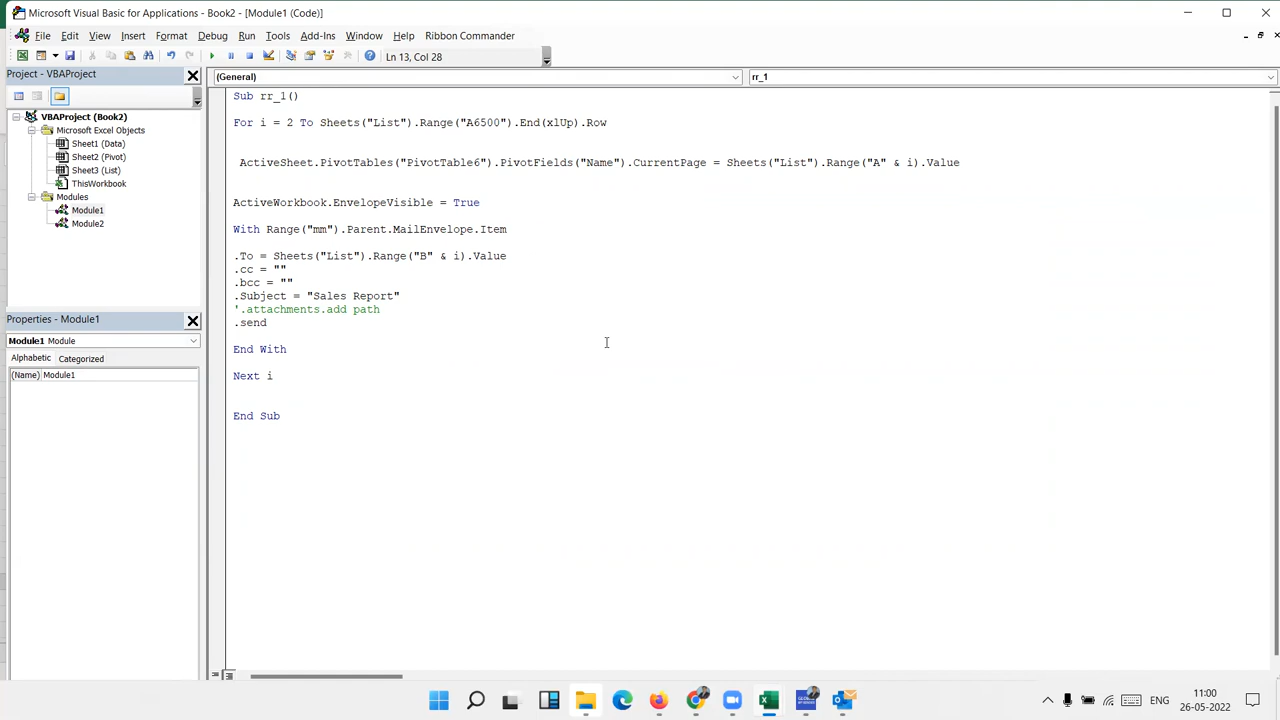 Microsoft Visual Basic for Applications - Book2 - [Module1 (Code)]
File Edit View Insert Format Debug Run Tools Add-Ins Window Help Ribbon Commander
Ln 13, Col 28
Project - VBAProject
(General)
rr_1
VBAProject (Book2)
Microsoft Excel Objects
Sheet1 (Data)
Sheet2 (Pivot)
Sheet3 (List)
ThisWorkbook
Modules
Module1
Module2
Properties - Module1
Module1 Module
Alphabetic Categorized
(Name) Module1
Sub rr_1()
For i = 2 To Sheets("List").Range("A6500").End(xlUp).Row
ActiveSheet.PivotTables("PivotTable6").PivotFields("Name").CurrentPage = Sheets("List").Range("A" & i).Value
ActiveWorkbook.EnvelopeVisible = True
With Range("mm").Parent.MailEnvelope.Item
.To = Sheets("List").Range("B" & i).Value
.cc = ""
.bcc = ""
.Subject = "Sales Report"
'.attachments.add path
.send
End With
Next i
End Sub
ENG
11:00
26-05-2022